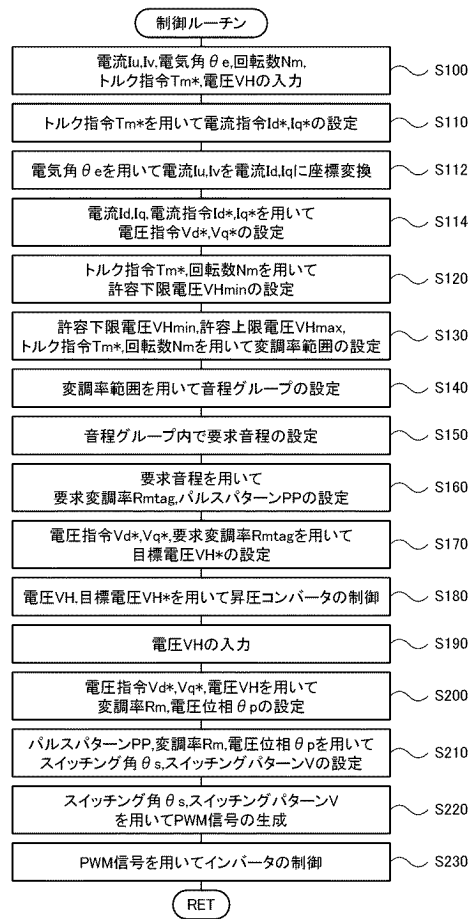 制御ルーチン
電流Iu,Iv,電気角θe,回転数Nm,
トルク指令Tm*,電圧VHの入力
S100
トルク指令Tm*を用いて電流指令Id*,Iq*の設定
S110
電気角θeを用いて電流Iu,Ivを電流Id,Iqに座標変換
S112
電流Id,Iq,電流指令Id*,Iq*を用いて
電圧指令Vd*,Vq*の設定
S114
トルク指令Tm*,回転数Nmを用いて
許容下限電圧VHminの設定
S120
許容下限電圧VHmin,許容上限電圧VHmax,
トルク指令Tm*,回転数Nmを用いて変調率範囲の設定
S130
変調率範囲を用いて音程グループの設定
S140
音程グループ内で要求音程の設定
S150
要求音程を用いて
要求変調率Rmtag,パルスパターンPPの設定
S160
電圧指令Vd*,Vq*,要求変調率Rmtagを用いて
目標電圧VH*の設定
S170
電圧VH,目標電圧VH*を用いて昇圧コンバータの制御
S180
電圧VHの入力
S190
電圧指令Vd*,Vq*,電圧VHを用いて
変調率Rm,電圧位相θpの設定
S200
パルスパターンPP,変調率Rm,電圧位相θpを用いて
スイッチング角θs,スイッチングパターンVの設定
S210
スイッチング角θs,スイッチングパターンV
を用いてPWM信号の生成
S220
PWM信号を用いてインバータの制御
S230
RET